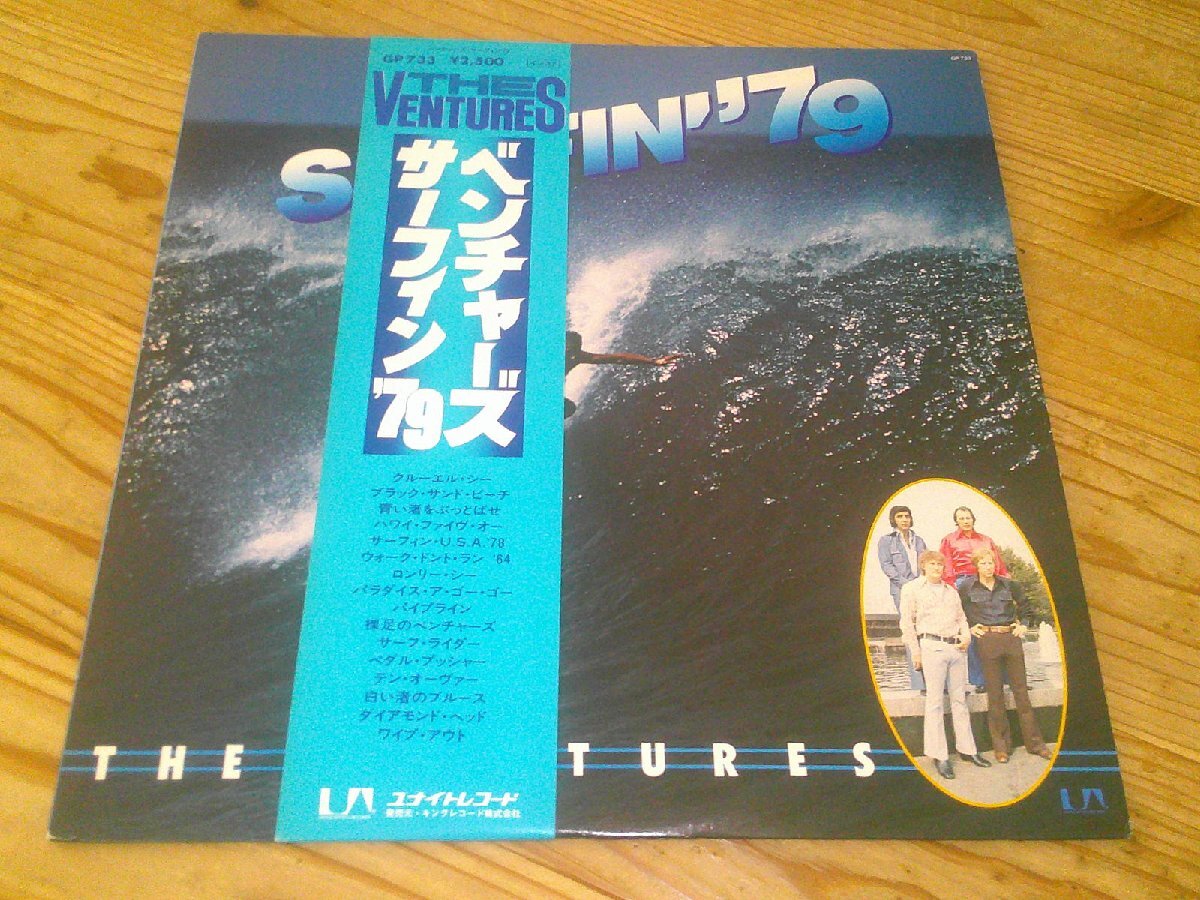 GP 733
S FIN' '79
GP 733 ¥2,500
THE
VENTURES
ベンチャーズ
サーフィン'79
クルーエル・シー
ブラック・サンド・ビーチ
青い渚をぶっとばせ
ハワイ・ファイヴ・オー
サーフィン・U.S.A.'78
ウォーク・ドント・ラン '64
ロンリー・シー
パラダイス・ア・ゴー・ゴー
パイプライン
裸足のベンチャーズ
サーフ・ライダー
ペダル・プッシャー
テン・オーヴァー
白い渚のブルース
ダイアモンド・ヘッド
ワイプ・アウト
THE TURES
UA ユナイトレコード
発売元・キングレコード株式会社
UA